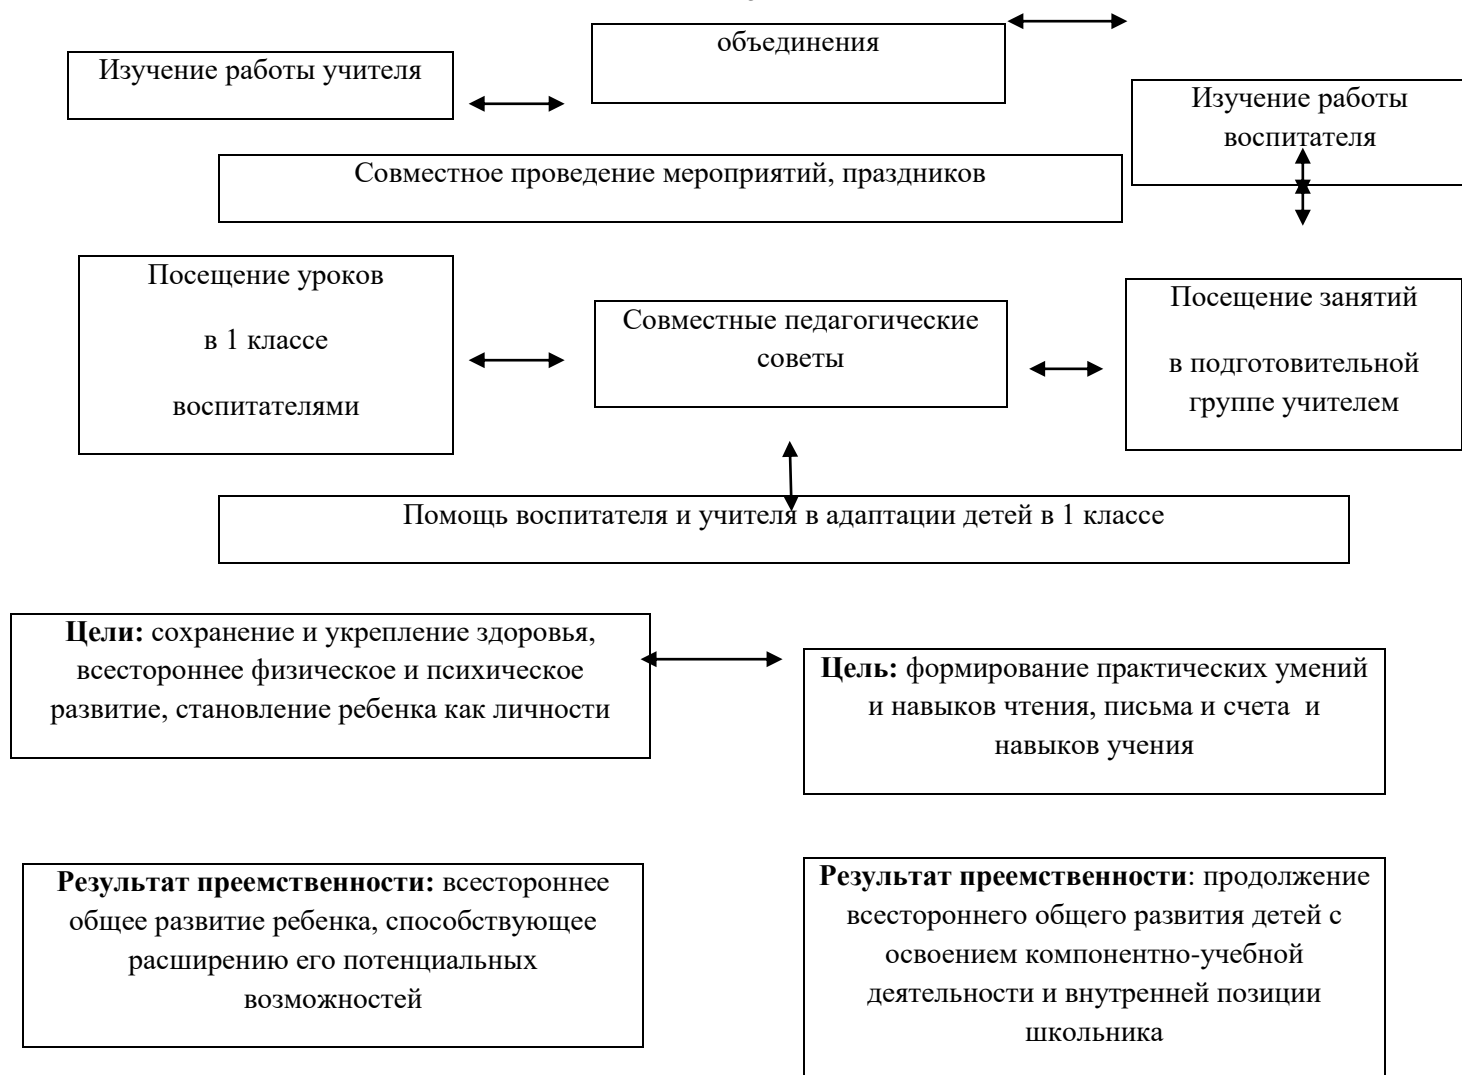 объединения
Изучение работы учителя
Изучение работы
воспитателя
Совместное проведение мероприятий, праздников
Посещение уроков
в 1 классе
воспитателями
Совместные педагогические
советы
Посещение занятий
в подготовительной
группе учителем
Помощь воспитателя и учителя в адаптации детей в 1 классе
Цели: сохранение и укрепление здоровья,
всестороннее физическое и психическое
развитие, становление ребенка как личности
Цель: формирование практических умений
и навыков чтения, письма и счета и
навыков учения
Результат преемственности: всестороннее
общее развитие ребенка, способствующее
расширению его потенциальных
возможностей
Результат преемственности: продолжение
всестороннего общего развития детей с
освоением компонентно-учебной
деятельности и внутренней позиции
школьника